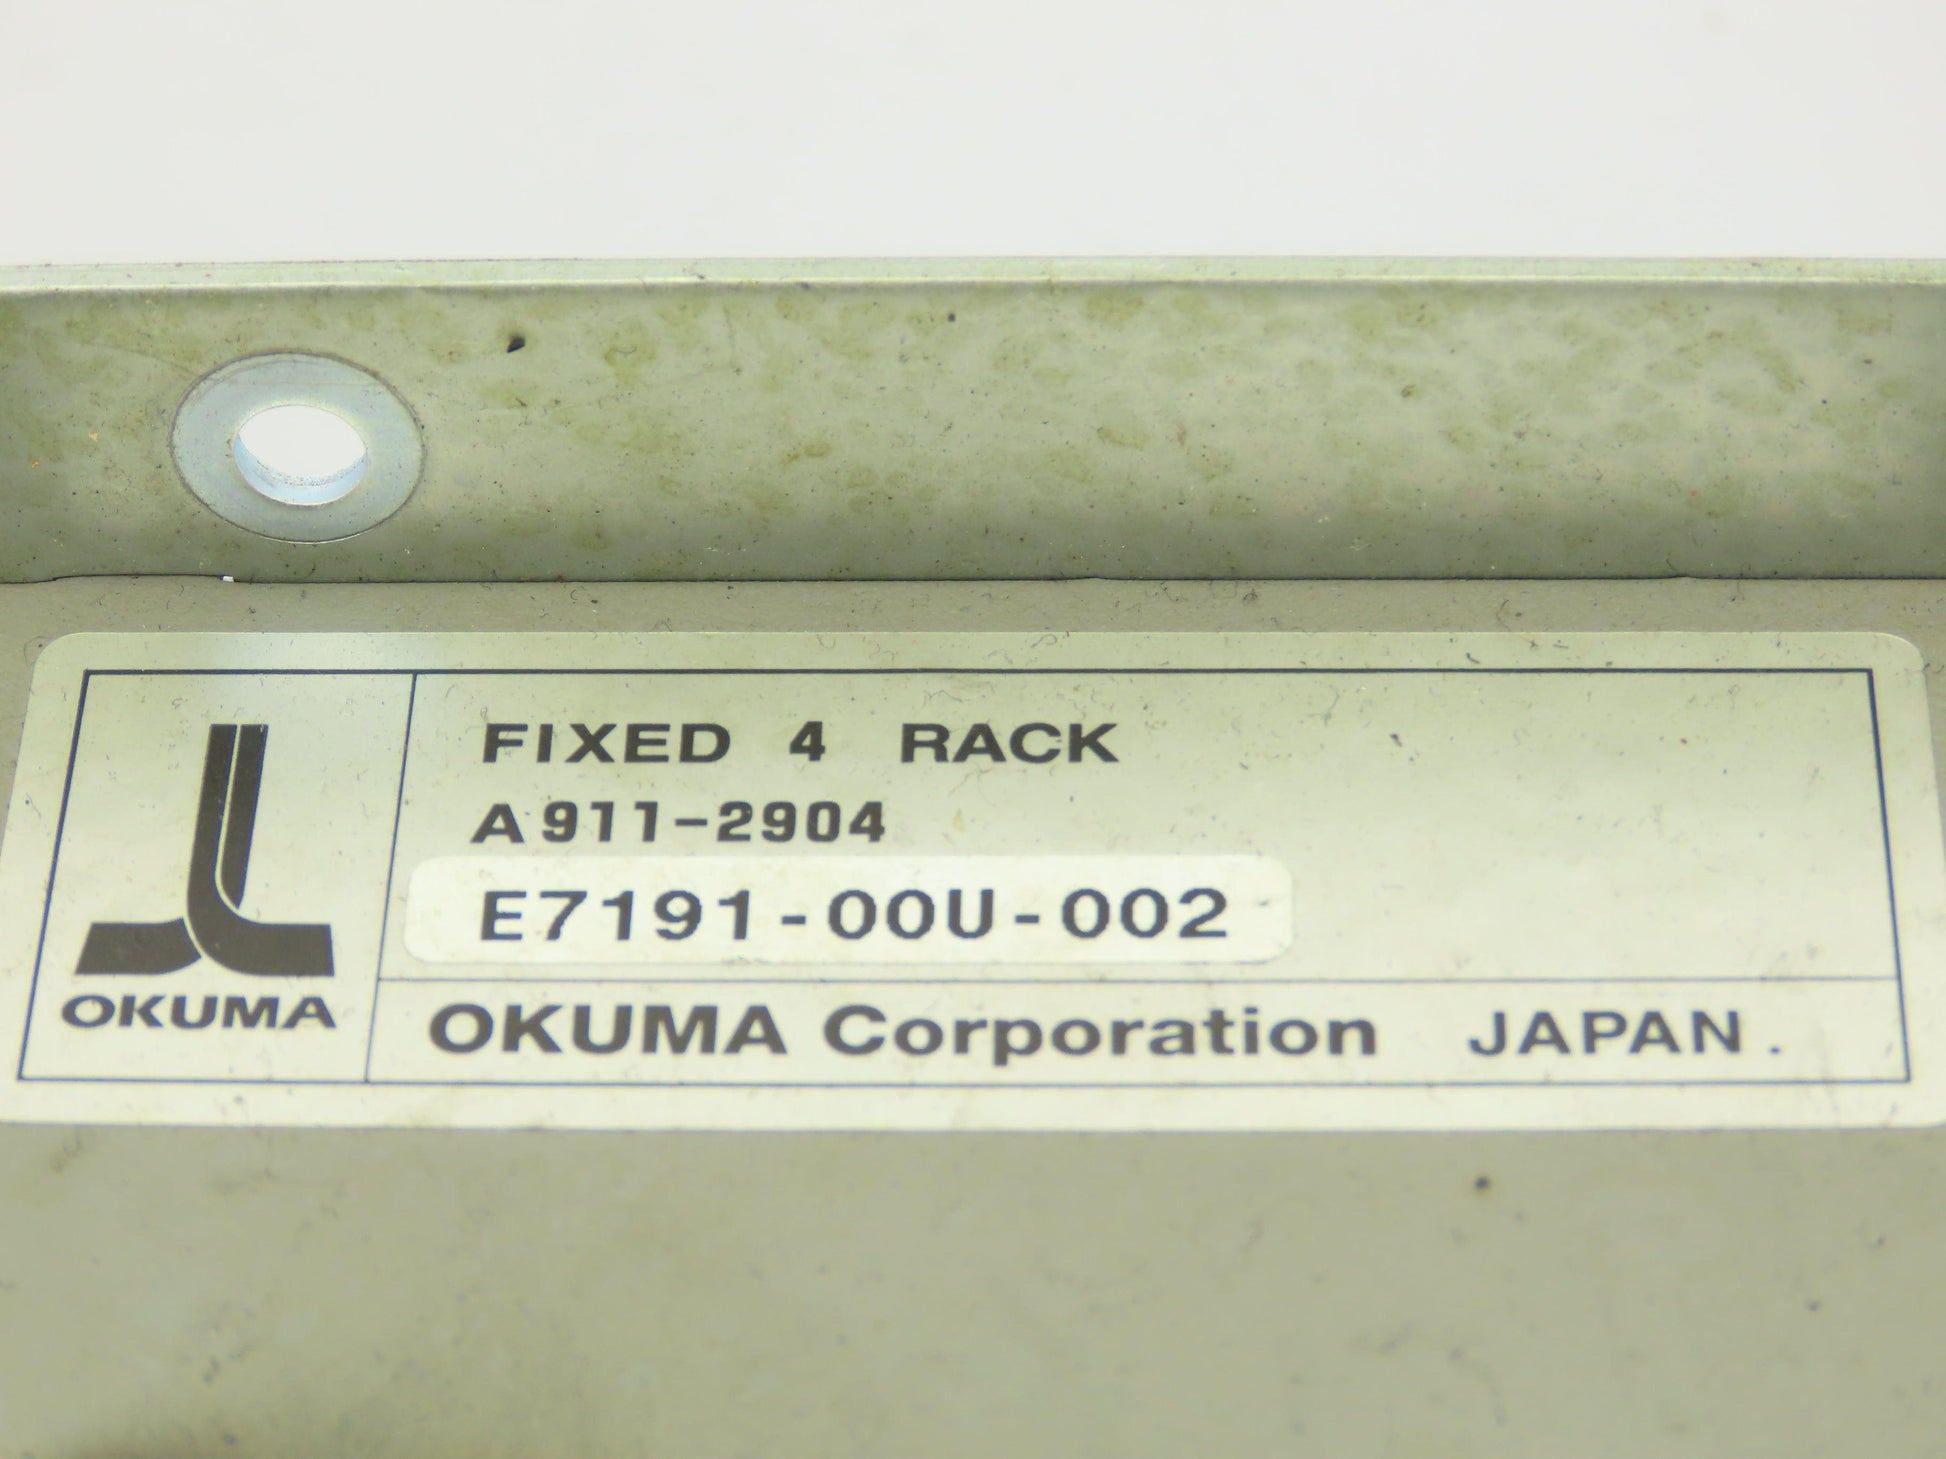 FIXED 4 RACK
A911-2904
E7191-00U-002
OKUMA
OKUMA Corporation JAPAN.